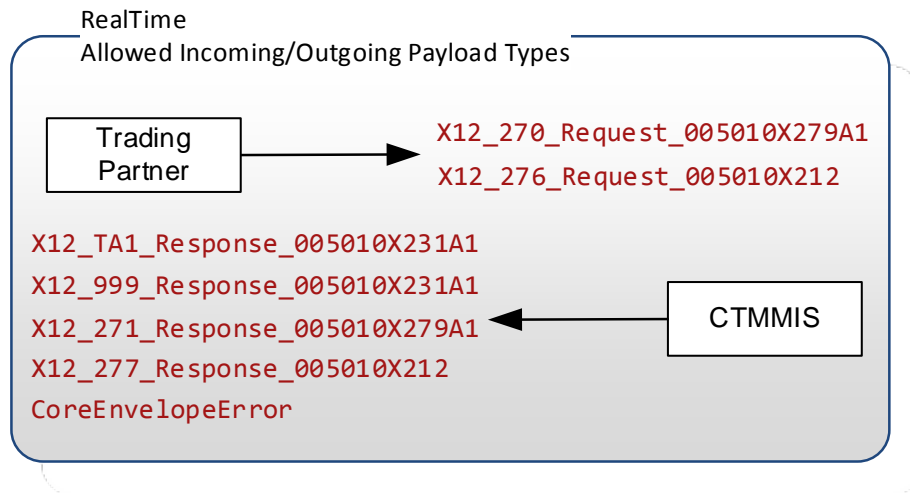 RealTime
Allowed Incoming/Outgoing Payload Types
Trading
Partner
X12_270_Request_005010X279A1
X12_276_Request_005010X212
X12_TA1_Response_005010X231A1
X12_999_Response_005010X231A1
X12_271_Response_005010X279A1
X12_277_Response_005010X212
CoreEnvelopeError
CTMMIS